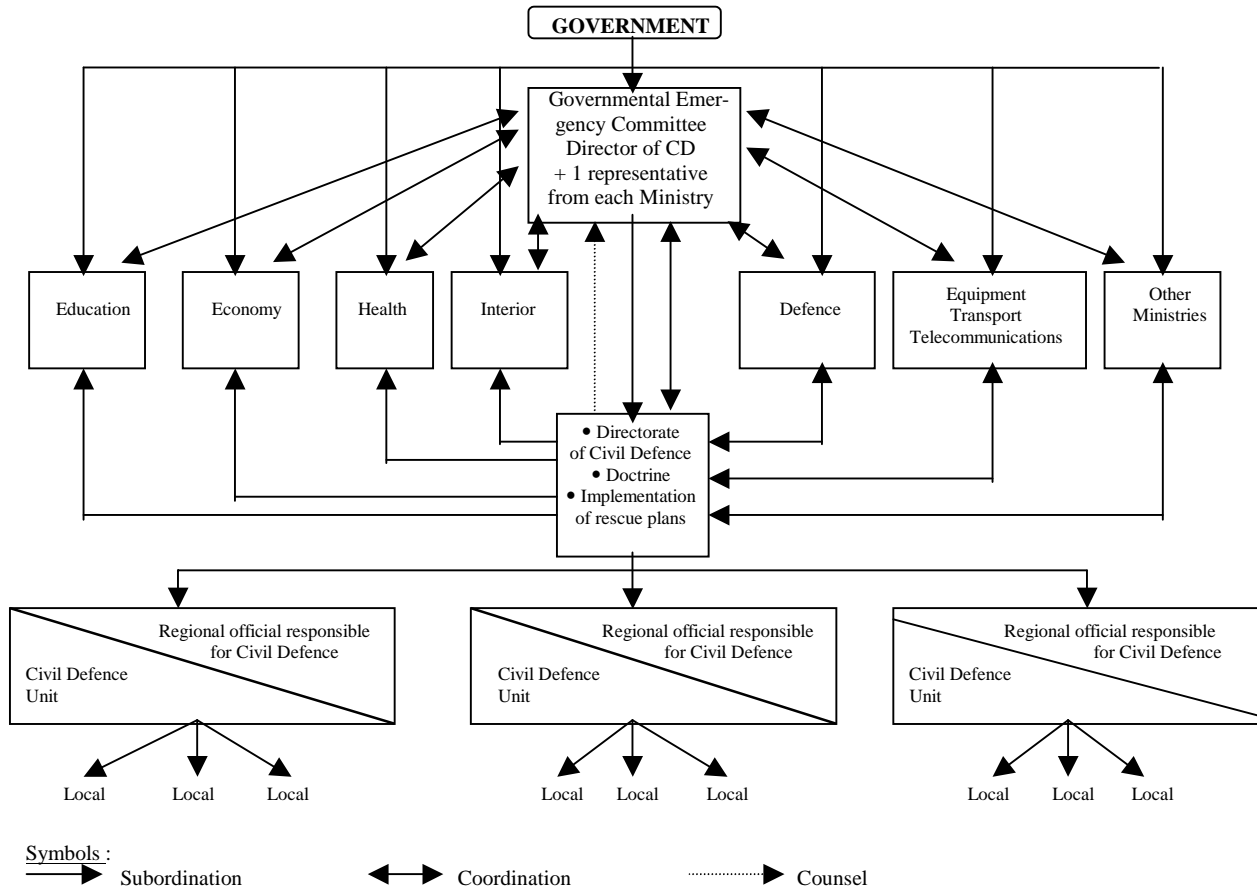 GOVERNMENT
Governmental Emer-
gency Committee
Director of CD
+ 1 representative
from each Ministry
Education
Economy
Health
Interior
Defence
Equipment
Transport
Telecommunications
Other
Ministries
• Directorate
of Civil Defence
• Doctrine
• Implementation
of rescue plans
Regional official responsible
for Civil Defence
Civil Defence
Unit
Regional official responsible
for Civil Defence
Civil Defence
Unit
Regional official responsible
for Civil Defence
Civil Defence
Unit
Local Local Local
Local Local Local
Local Local Local
Symbols :
Subordination
Coordination
Counsel